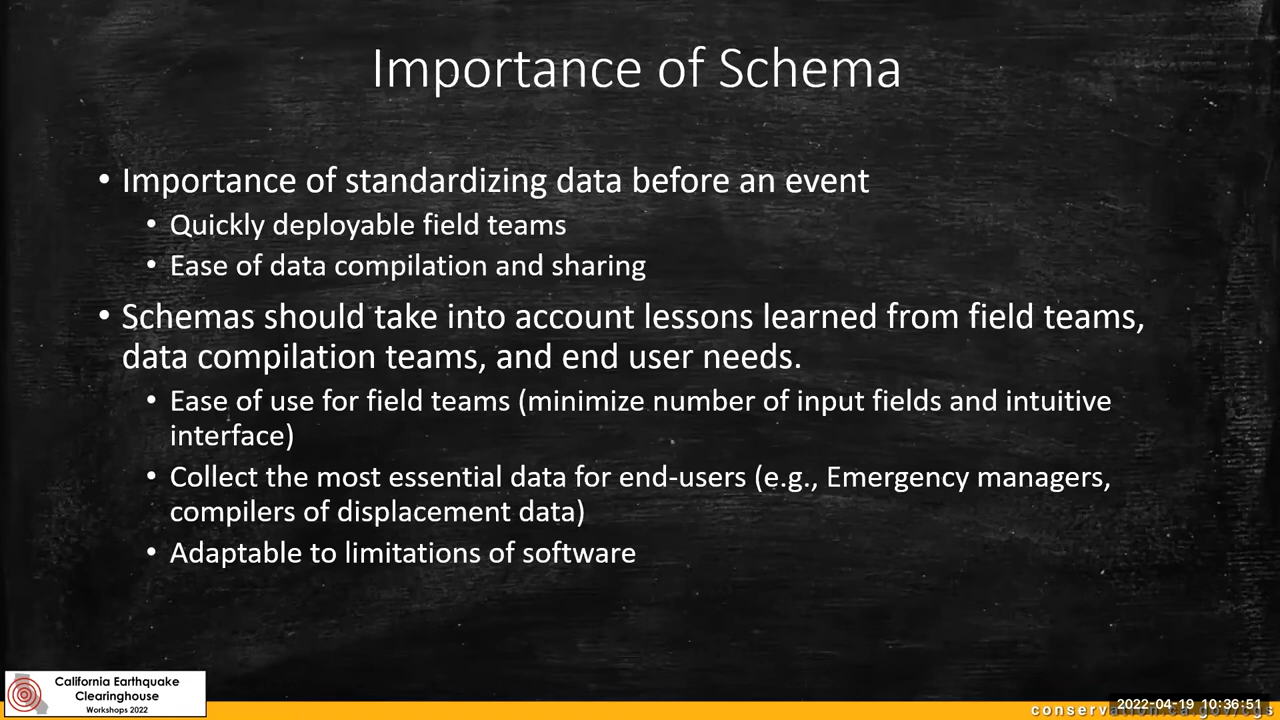 Importance of Schema
• Importance of standardizing data before an event
• Quickly deployable field teams
• Ease of data compilation and sharing
• Schemas should take into account lessons learned from field teams,
data compilation teams, and end user needs.
• Ease of use for field teams (minimize number of input fields and intuitive
interface)
• Collect the most essential data for end-users (e.g., Emergency managers,
compilers of displacement data)
• Adaptable to limitations of software
California Earthquake
Clearinghouse
Workshops 2022
2022-04-19 10:36:51
conservation.ca.gov/cgs